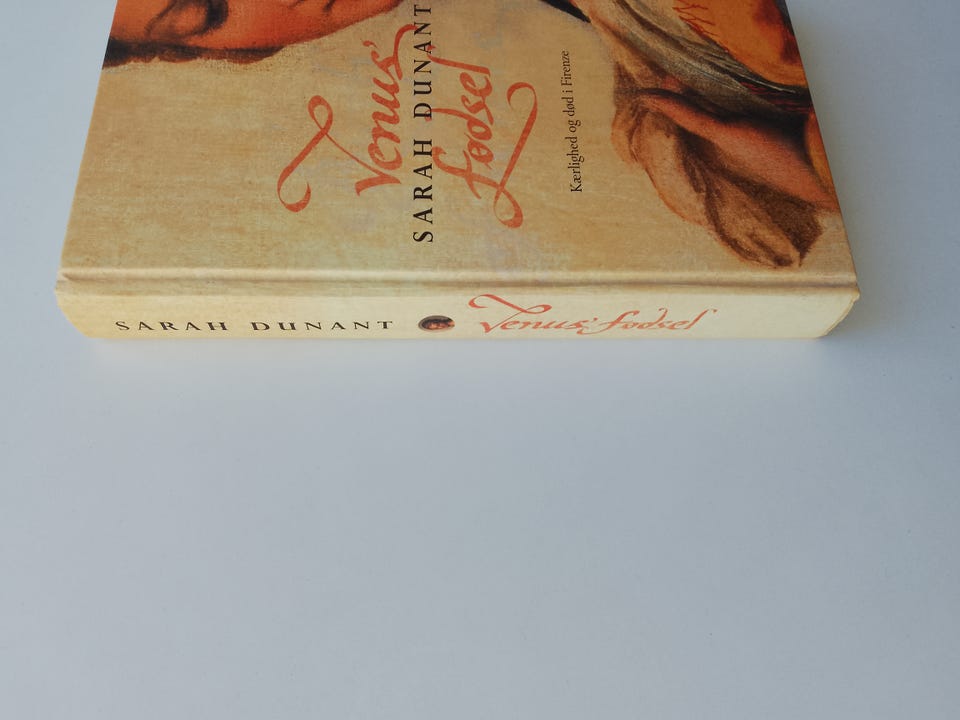 Venus'
SARAH DUNANT
fødsel
Kærlighed og død i Firenze
SARAH DUNANT Venus' fødsel